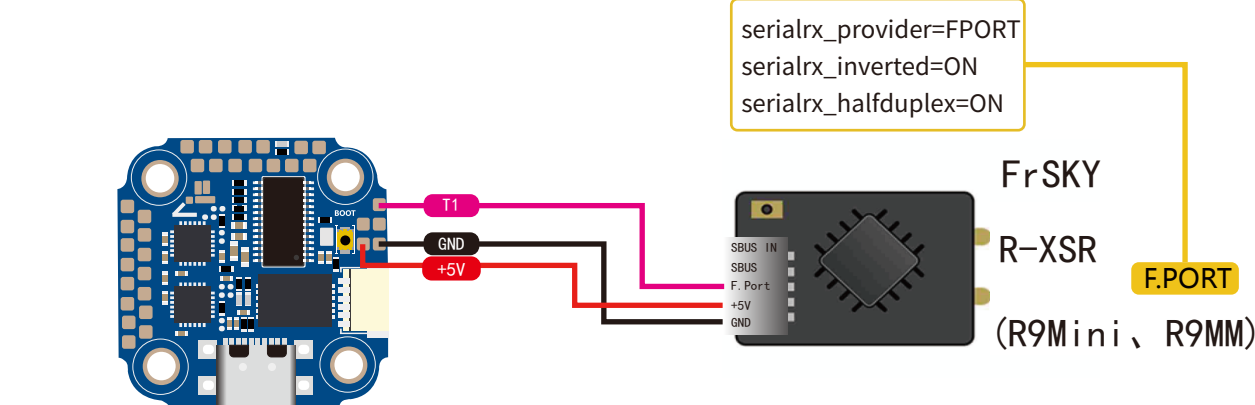 serialrx_provider=FPORT
serialrx_inverted=ON
serialrx_halfduplex=ON
FrSKY
BOOT
T1
GND
+5V
SBUS IN
SBUS
F.Port
+5V
GND
R-XSR
F.PORT
(R9Mini、R9MM)